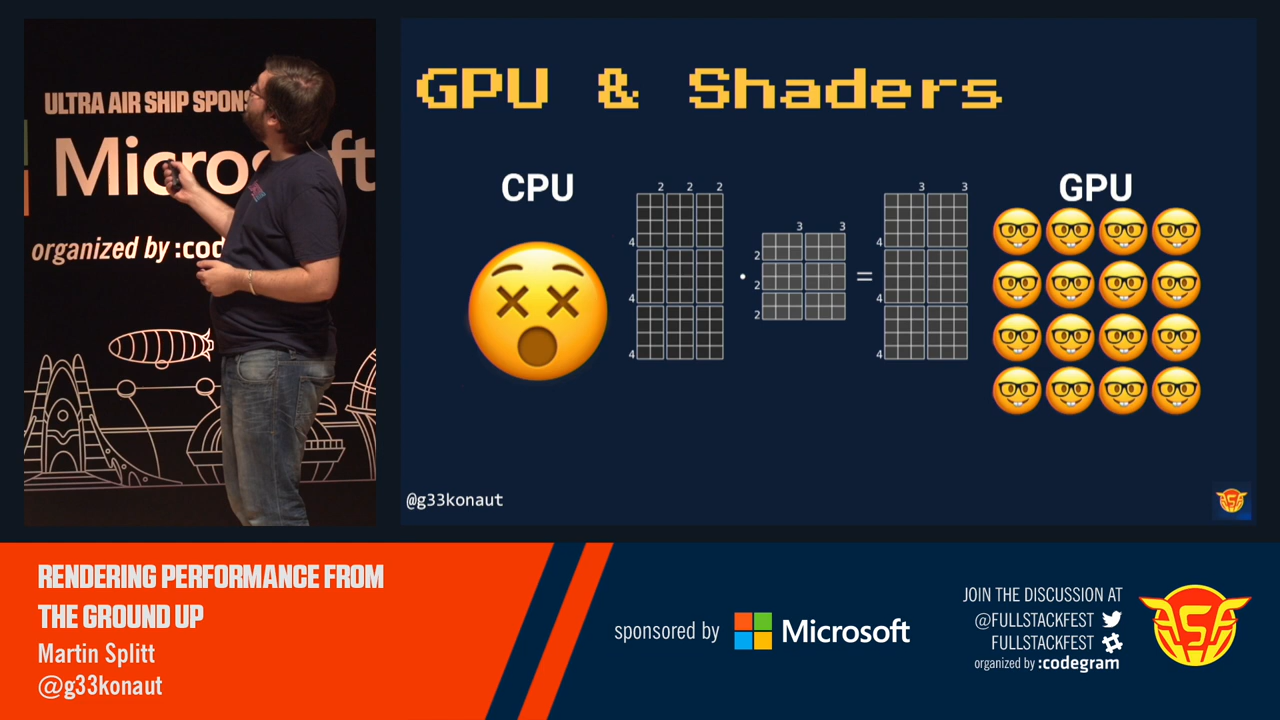 ULTRA AIR SHIP SPONS
Microsoft
organized by :cod
GPU & Shaders
CPU
GPU
2 2 2
3 3
3 3
4
4
4
2
2
2
4
4
4
· =
@g33konaut
RENDERING PERFORMANCE FROM
THE GROUND UP
Martin Splitt
@g33konaut
sponsored by Microsoft
JOIN THE DISCUSSION AT
@FULLSTACKFEST
FULLSTACKFEST
organized by :codegram